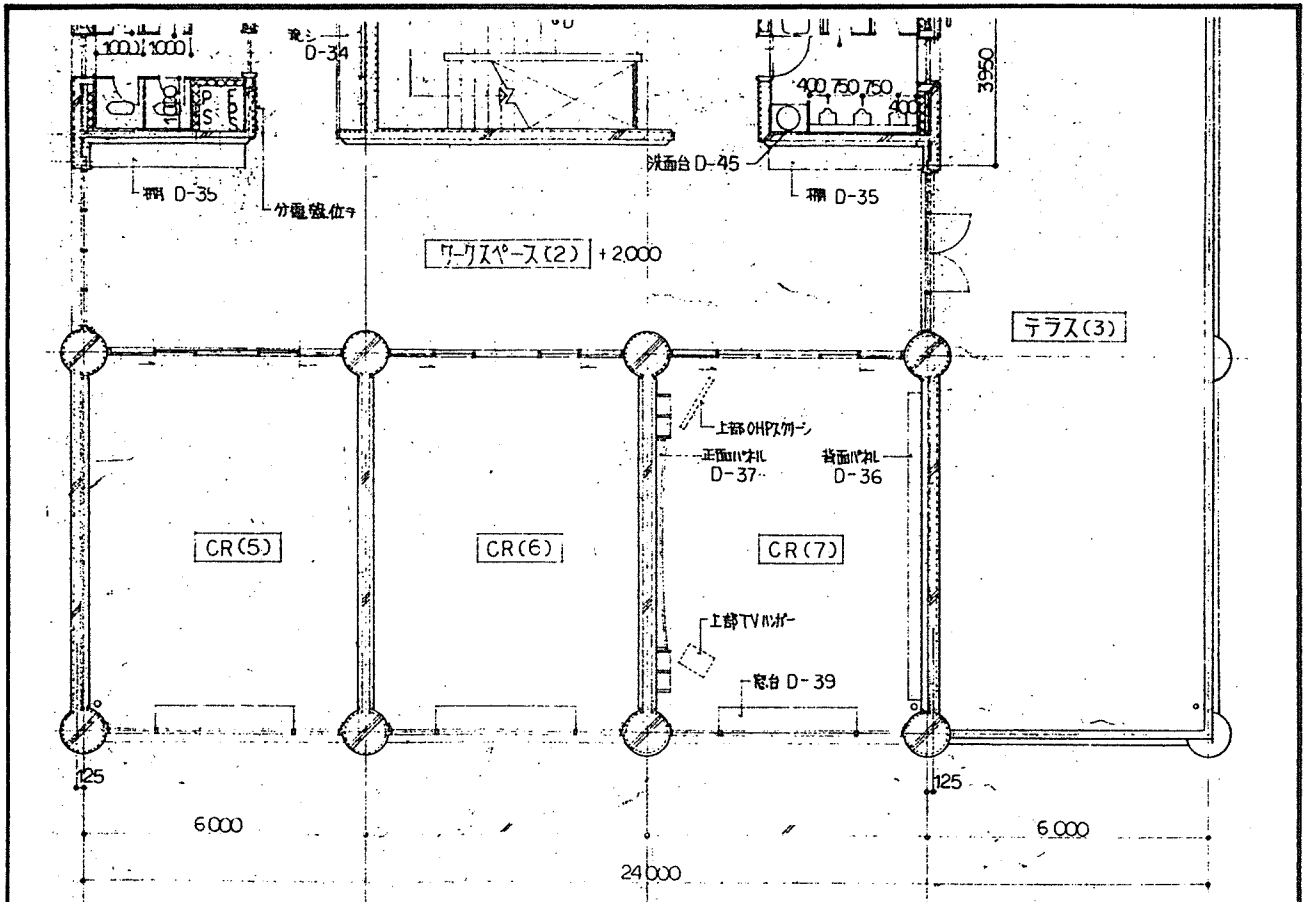 1000 1000
流シ
D-34
3950
400 750 750
400
1100
P
S
E
P
S
洗面台 D-45
棚 D-35
棚 D-35
分電盤位置
ワークスペース(2) +2,000
テラス(3)
上部OHPスクリーン
正面パネル
D-37
背面パネル
D-36
CR(5)
CR(6)
CR(7)
上部TVハンガー
窓台 D-39
125
125
6000
〃
〃
6000
24000